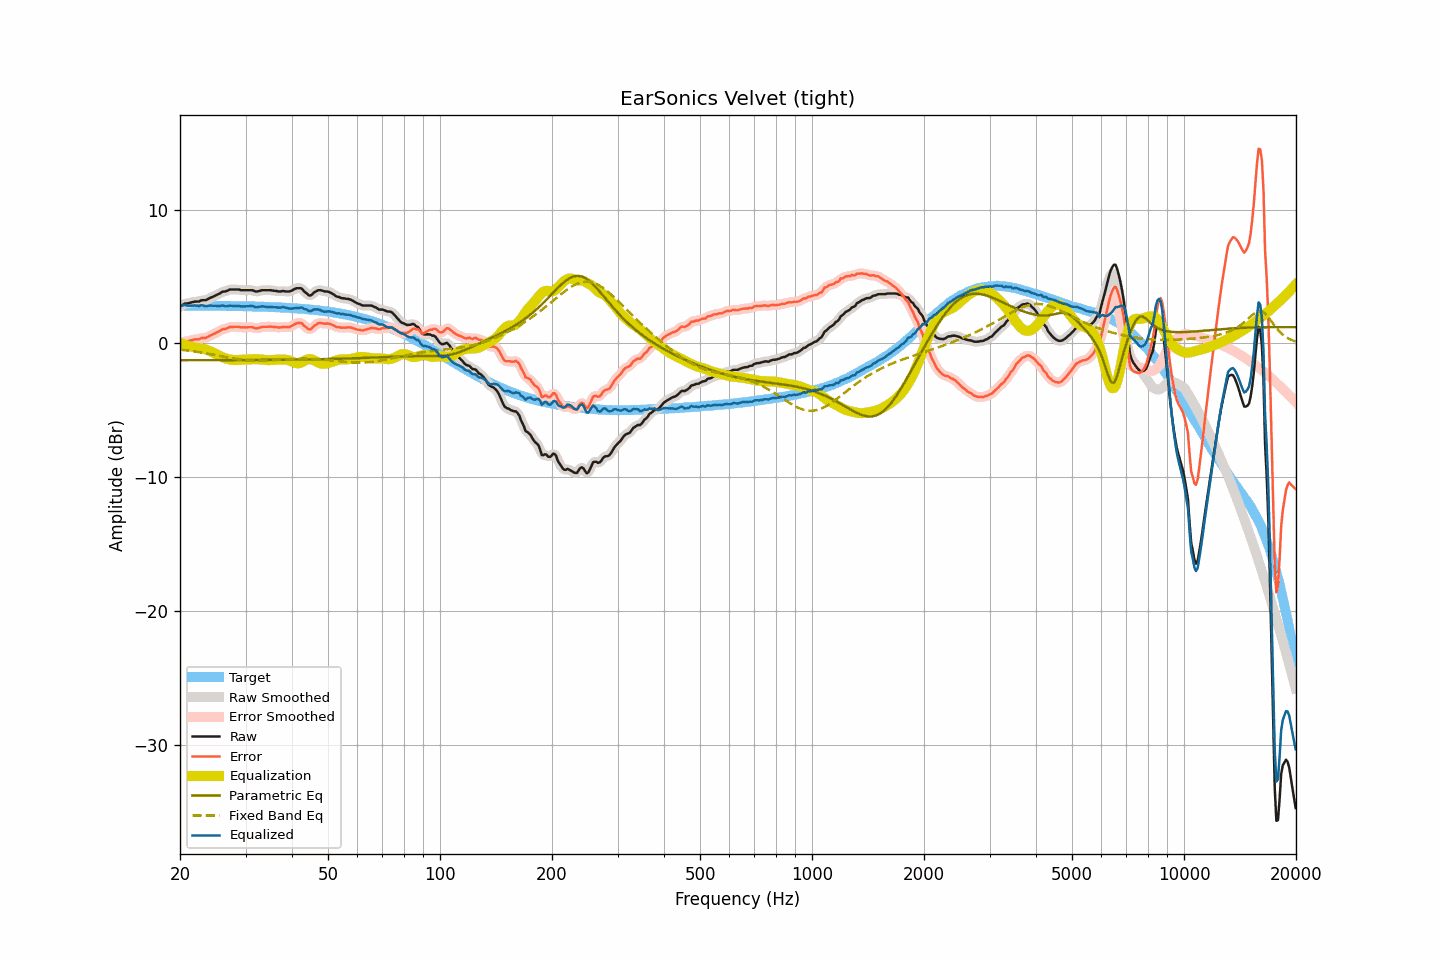 EarSonics Velvet (tight)
Amplitude (dBr)
10
0
−10
−20
−30
Target
Raw Smoothed
Error Smoothed
Raw
Error
Equalization
Parametric Eq
Fixed Band Eq
Equalized
20 50 100 200 500 1000 2000 5000 10000 20000
Frequency (Hz)